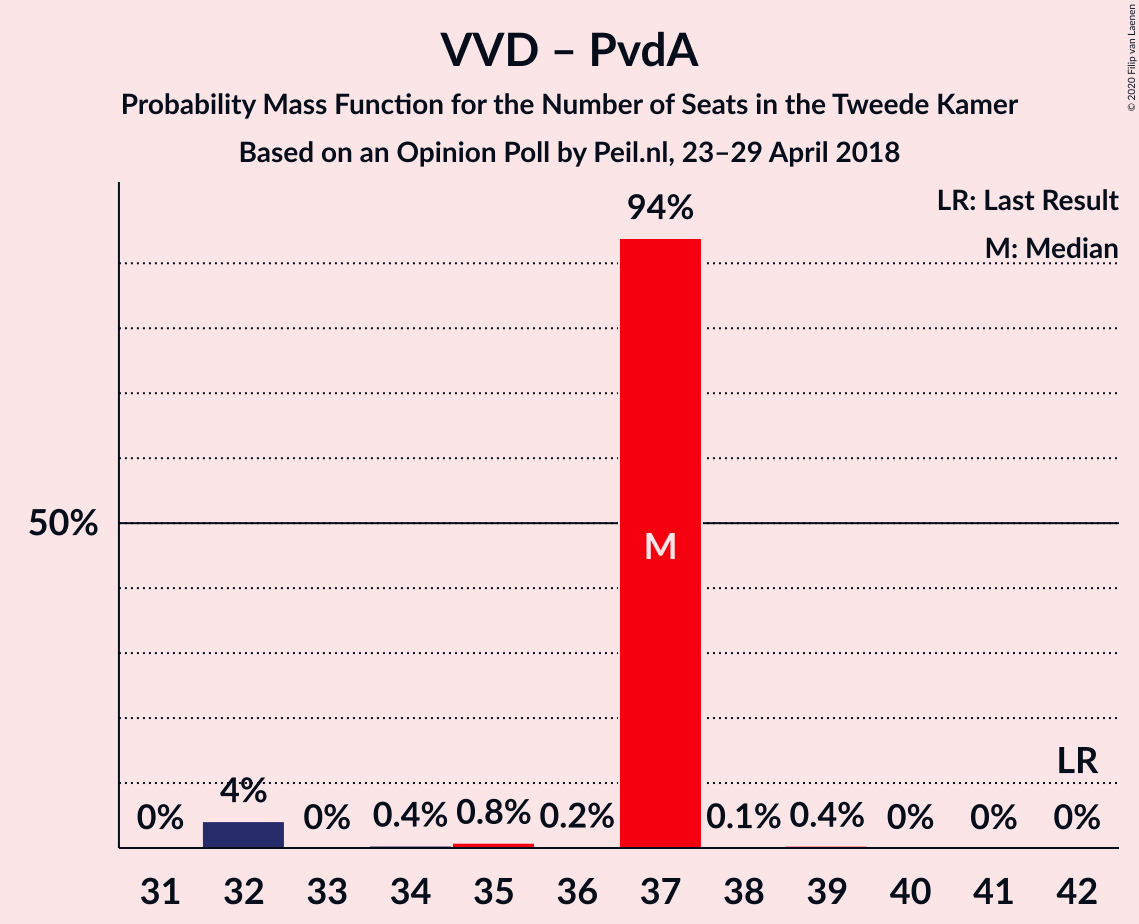 VVD – PvdA
Probability Mass Function for the Number of Seats in the Tweede Kamer
Based on an Opinion Poll by Peil.nl, 23–29 April 2018
© 2020 Filip van Laenen
LR: Last Result
M: Median
94%
50%
M
LR
0% 4% 0% 0.4% 0.8% 0.2% 0.1% 0.4% 0% 0% 0%
31 32 33 34 35 36 37 38 39 40 41 42